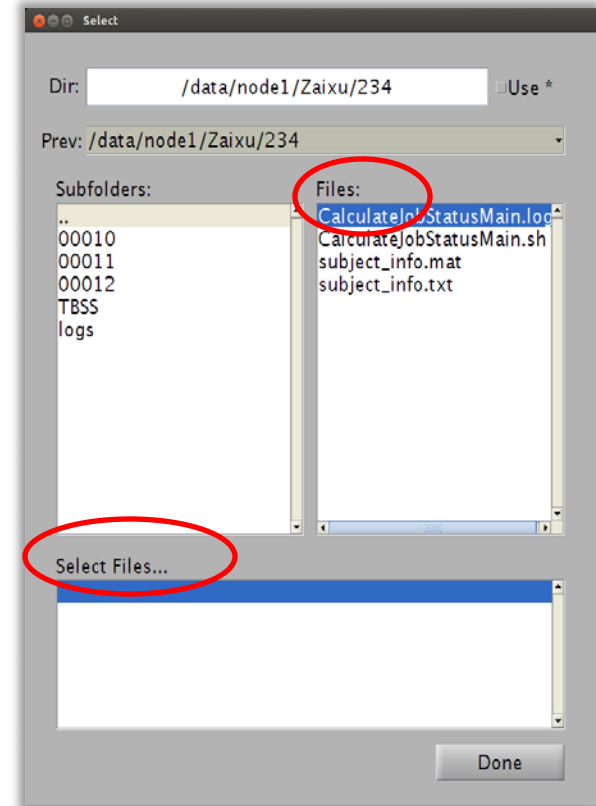 Select
Dir: /data/node1/Zaixu/234 Use *
Prev: /data/node1/Zaixu/234
Subfolders: Files:
..
00010
00011
00012
TBSS
logs
CalculateJobStatusMain.log
CalculateJobStatusMain.sh
subject_info.mat
subject_info.txt
Select Files...
Done